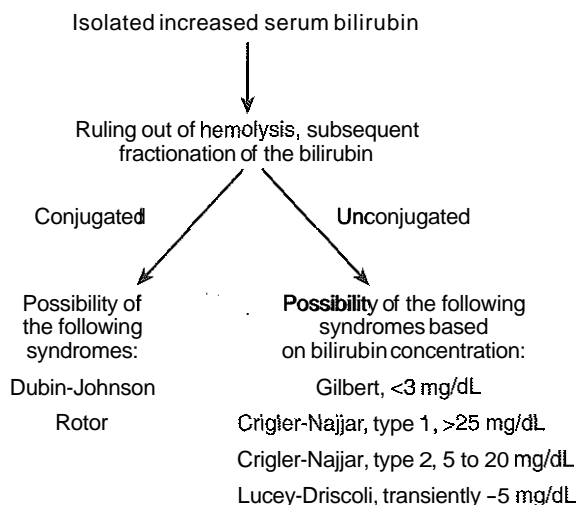 Isolated increased serum bilirubin
Ruling out of hemolysis, subsequent
fractionation of the bilirubin
Conjugated
Unconjugated
Possibility of
the following
syndromes:
Dubin-Johnson
Rotor
Possibility of the following
syndromes based
on bilirubin concentration:
Gilbert, <3 mg/dL
Crigler-Najjar, type 1, >25 mg/dL
Crigler-Najjar, type 2, 5 to 20 mg/dL
Lucey-Driscoli, transiently ~5 mg/dL